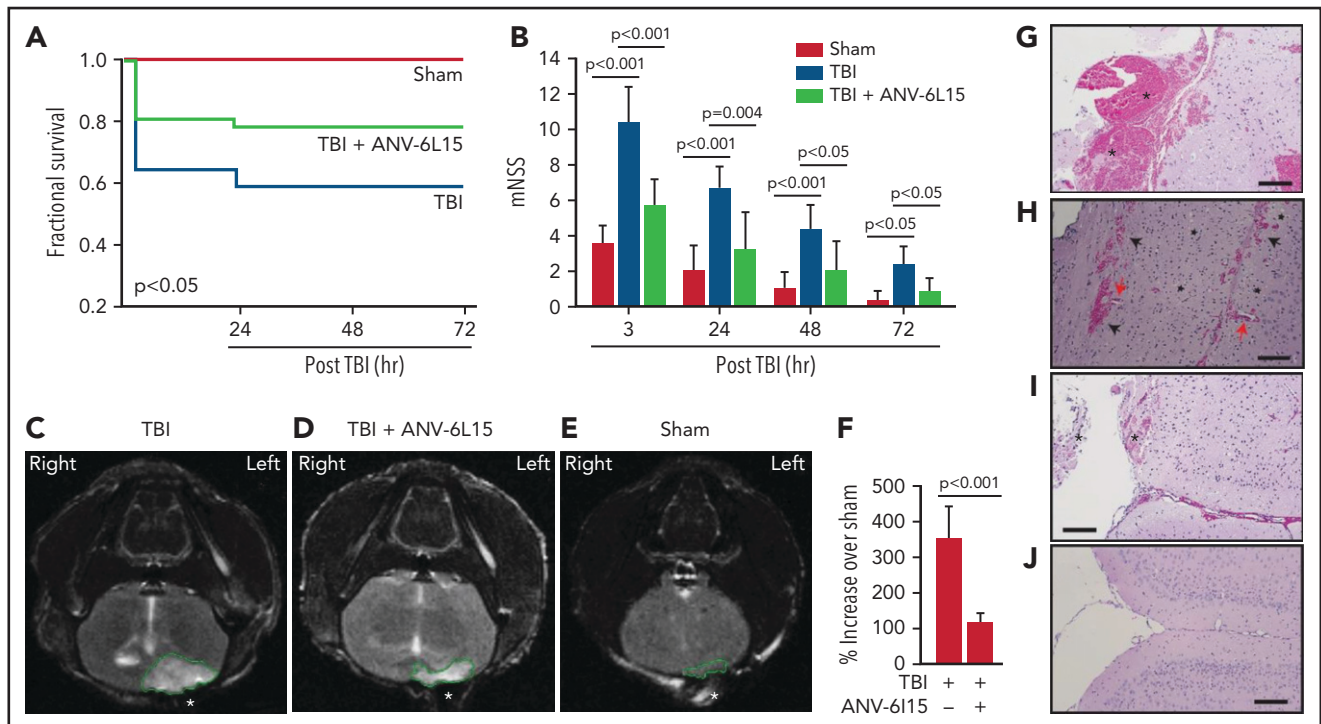 A
Fractional survival
1.0
0.8
0.6
0.4
0.2
Sham
TBI + ANV-6L15
TBI
p<0.05
24 48 72
Post TBI (hr)
B
mNSS
14
12
10
8
6
4
2
0
Sham
TBI
TBI + ANV-6L15
p<0.001
p<0.001
p=0.004
p<0.001
p<0.05
p<0.001
p<0.05
p<0.05
3 24 48 72
Post TBI (hr)
C TBI
Right Left
*
D TBI + ANV-6L15
Right Left
*
E Sham
Right Left
*
F
% Increase over sham
500
400
300
200
100
0
p<0.001
TBI + +
ANV-6I15 – +
G
*
*
H
* * * * *
I
* *
J